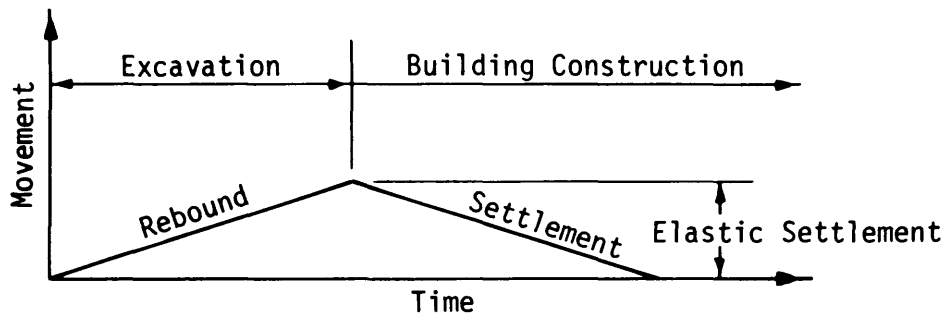 Excavation
Building Construction
Movement
Rebound
Settlement
Elastic Settlement
Time